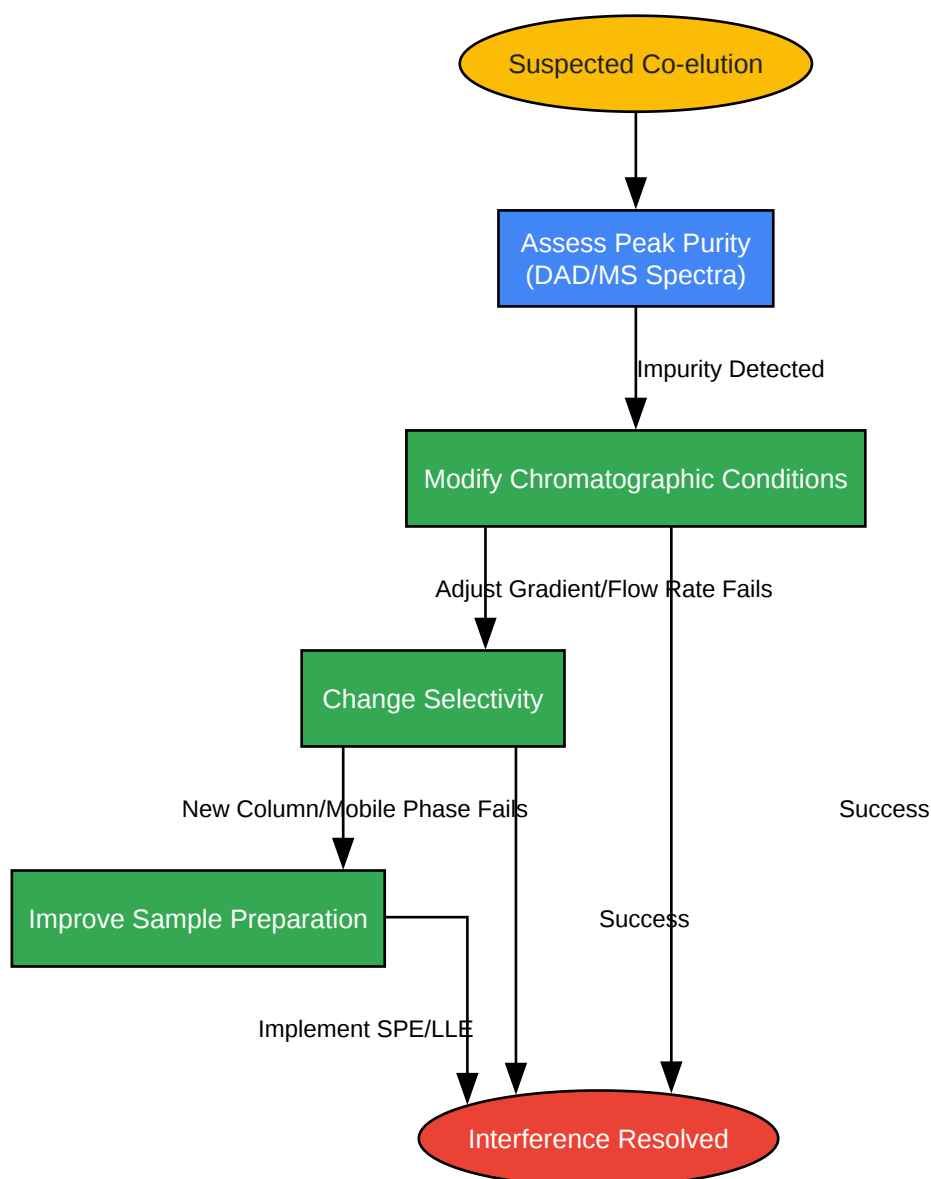 Suspected Co-elution
Assess Peak Purity
(DAD/MS Spectra)
Impurity Detected
Modify Chromatographic Conditions
Adjust Gradient/Flow Rate Fails
Change Selectivity
New Column/Mobile Phase Fails
Success
Improve Sample Preparation
Success
Implement SPE/LLE
Interference Resolved